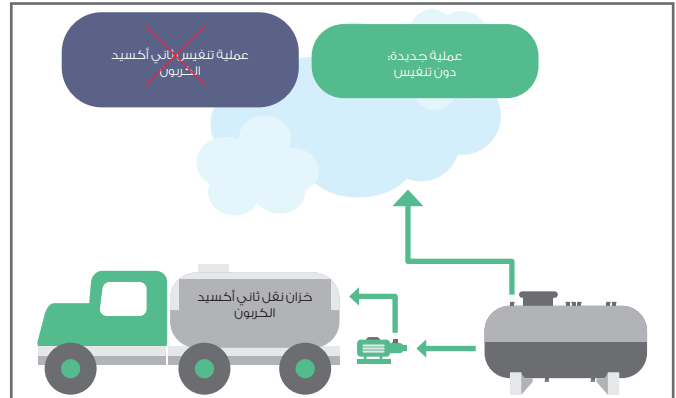 عملية جديدة:
دون تنفيس
عملية تنفيس ثاني أكسيد
الكربون
خزان نقل ثاني أكسيد
الكربون